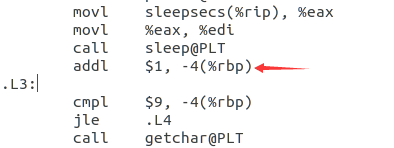 movl sleepsecs(%rip), %eax
movl %eax, %edi
call sleep@PLT
addl $1, -4(%rbp)
.L3:
cmpl $9, -4(%rbp)
jle .L4
call getchar@PLT